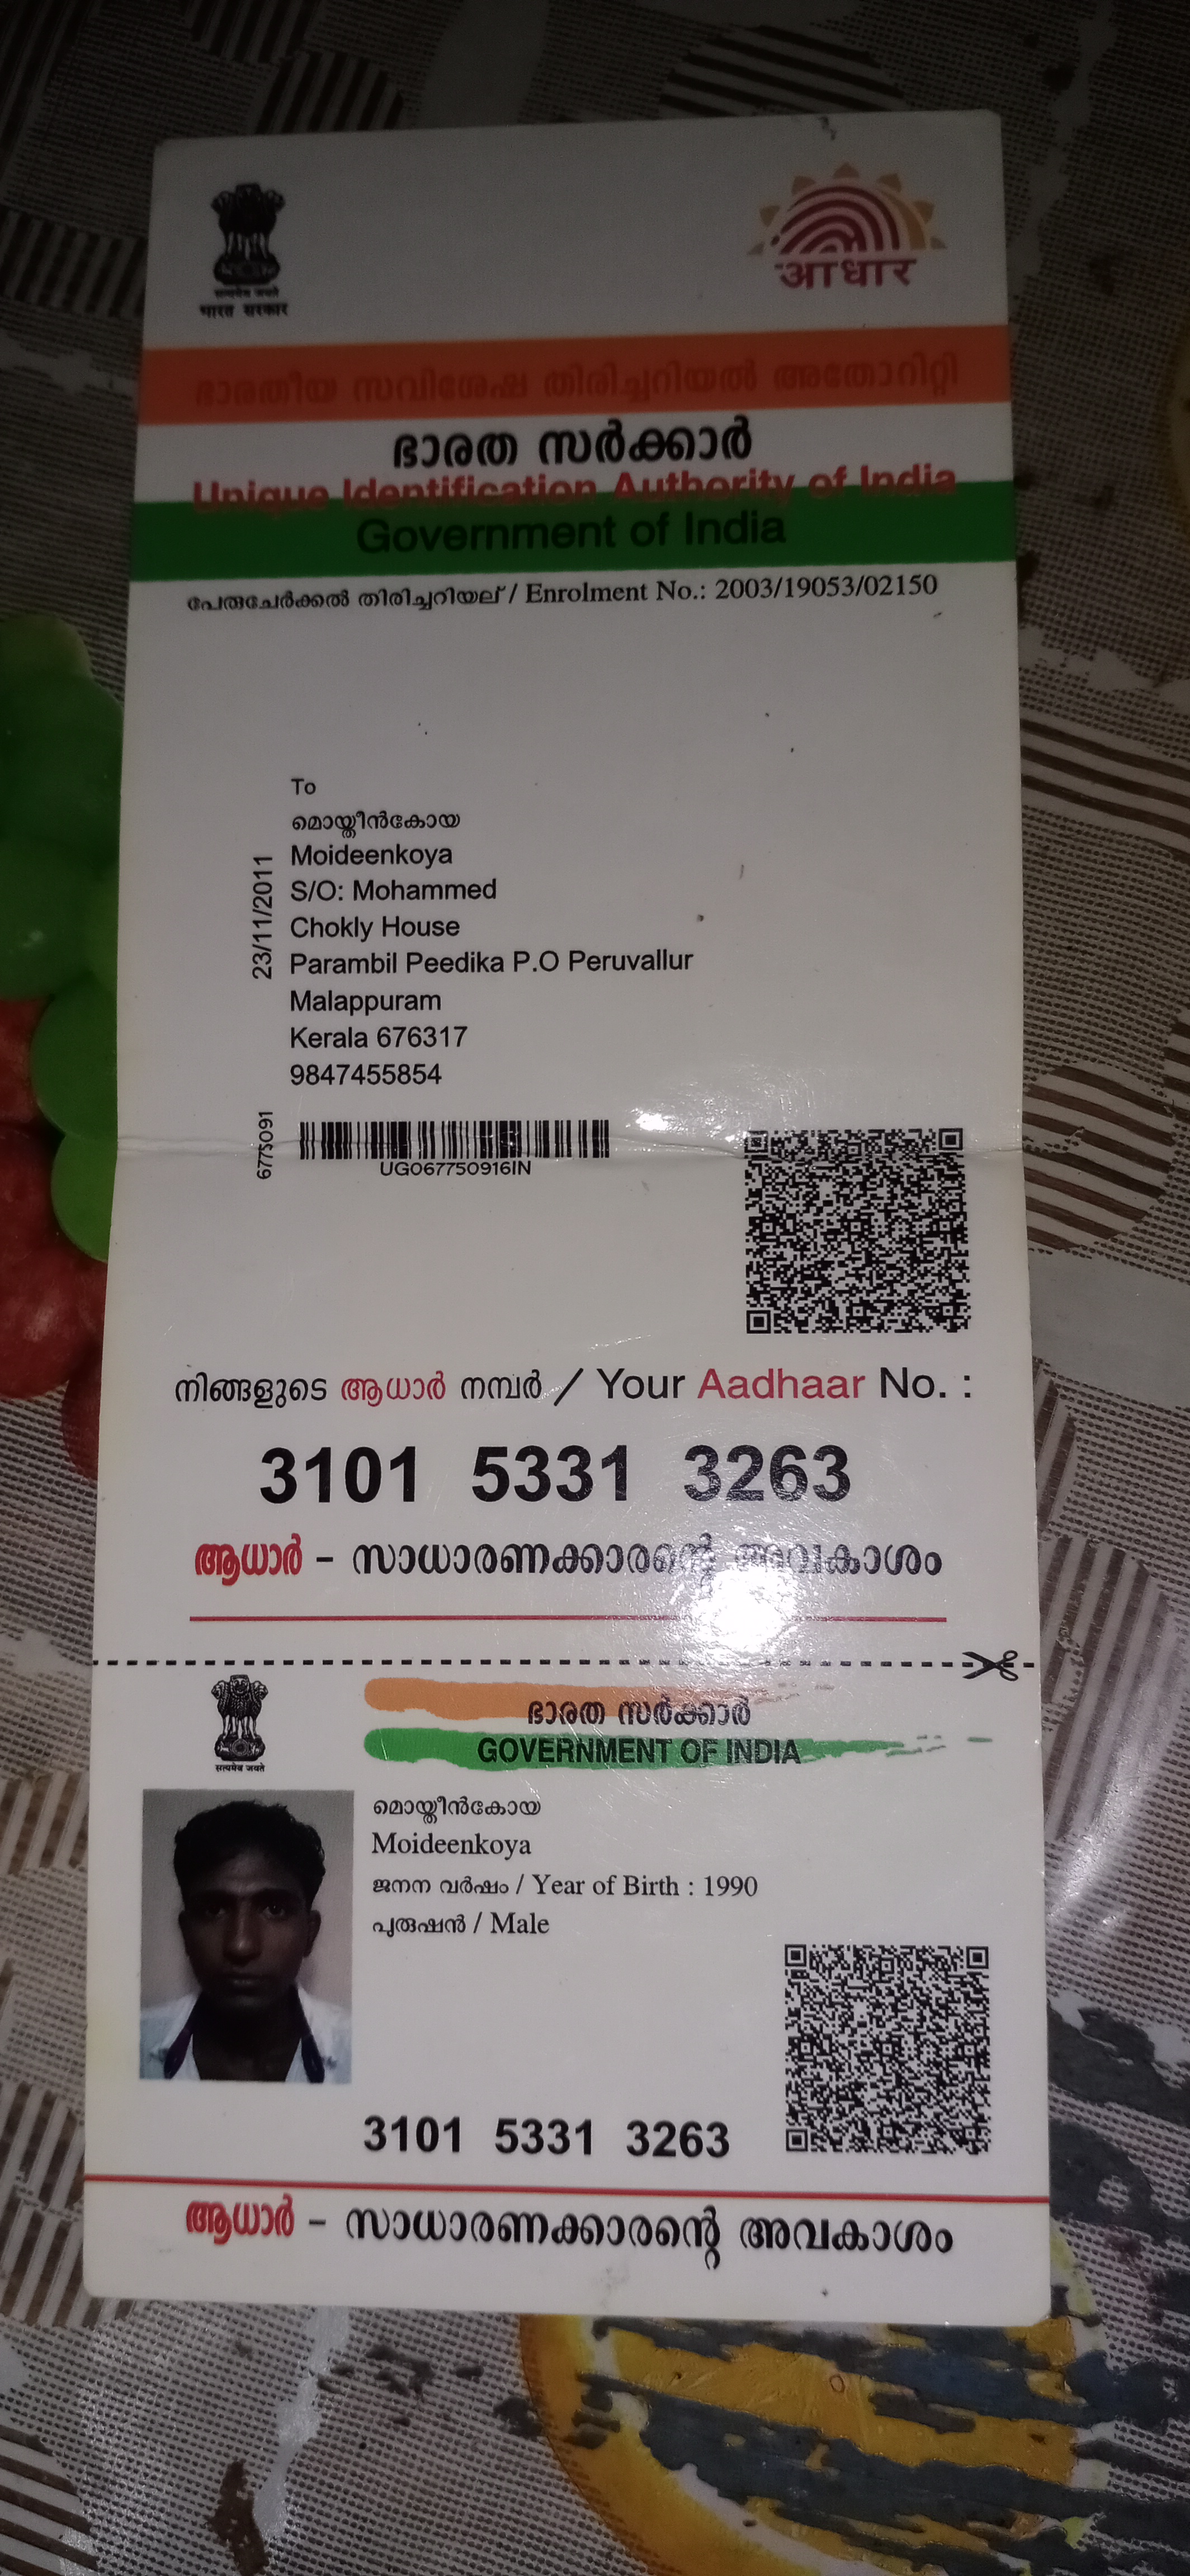 सत्यमेव जयते
भारत सरकार
आधार
ഭാരതീയ സവിശേഷ തിരിച്ചറിയൽ അതോറിറ്റി
ഭാരത സർക്കാർ
Unique Identification Authority of India
Government of India
പേരുചേർക്കൽ തിരിച്ചറിയല് / Enrolment No.: 2003/19053/02150
23/11/2011
To
മൊയ്തീൻകോയ
Moideenkoya
S/O: Mohammed
Chokly House
Parambil Peedika P.O Peruvallur
Malappuram
Kerala 676317
9847455854
6775091
UG067750916IN
നിങ്ങളുടെ ആധാർ നമ്പർ / Your Aadhaar No. :
3101 5331 3263
ആധാർ – സാധാരണക്കാരന്റെ അവകാശം
सत्यमेव जयते
ഭാരത സർക്കാർ
GOVERNMENT OF INDIA
മൊയ്തീൻകോയ
Moideenkoya
ജനന വർഷം / Year of Birth : 1990
പുരുഷൻ / Male
3101 5331 3263
ആധാർ – സാധാരണക്കാരന്റെ അവകാശം